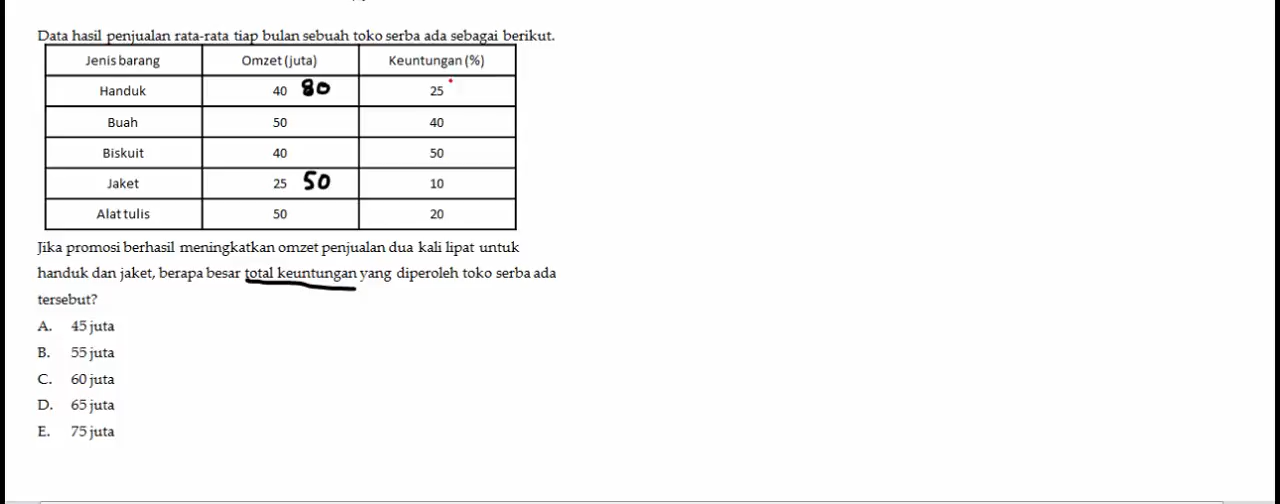 Data hasil penjualan rata-rata tiap bulan sebuah toko serba ada sebagai berikut.
Jenis barang Omzet (juta) Keuntungan (%)
Handuk 40 80 25
Buah 50 40
Biskuit 40 50
Jaket 25 50 10
Alat tulis 50 20
Jika promosi berhasil meningkatkan omzet penjualan dua kali lipat untuk
handuk dan jaket, berapa besar total keuntungan yang diperoleh toko serba ada
tersebut?
A. 45 juta
B. 55 juta
C. 60 juta
D. 65 juta
E. 75 juta